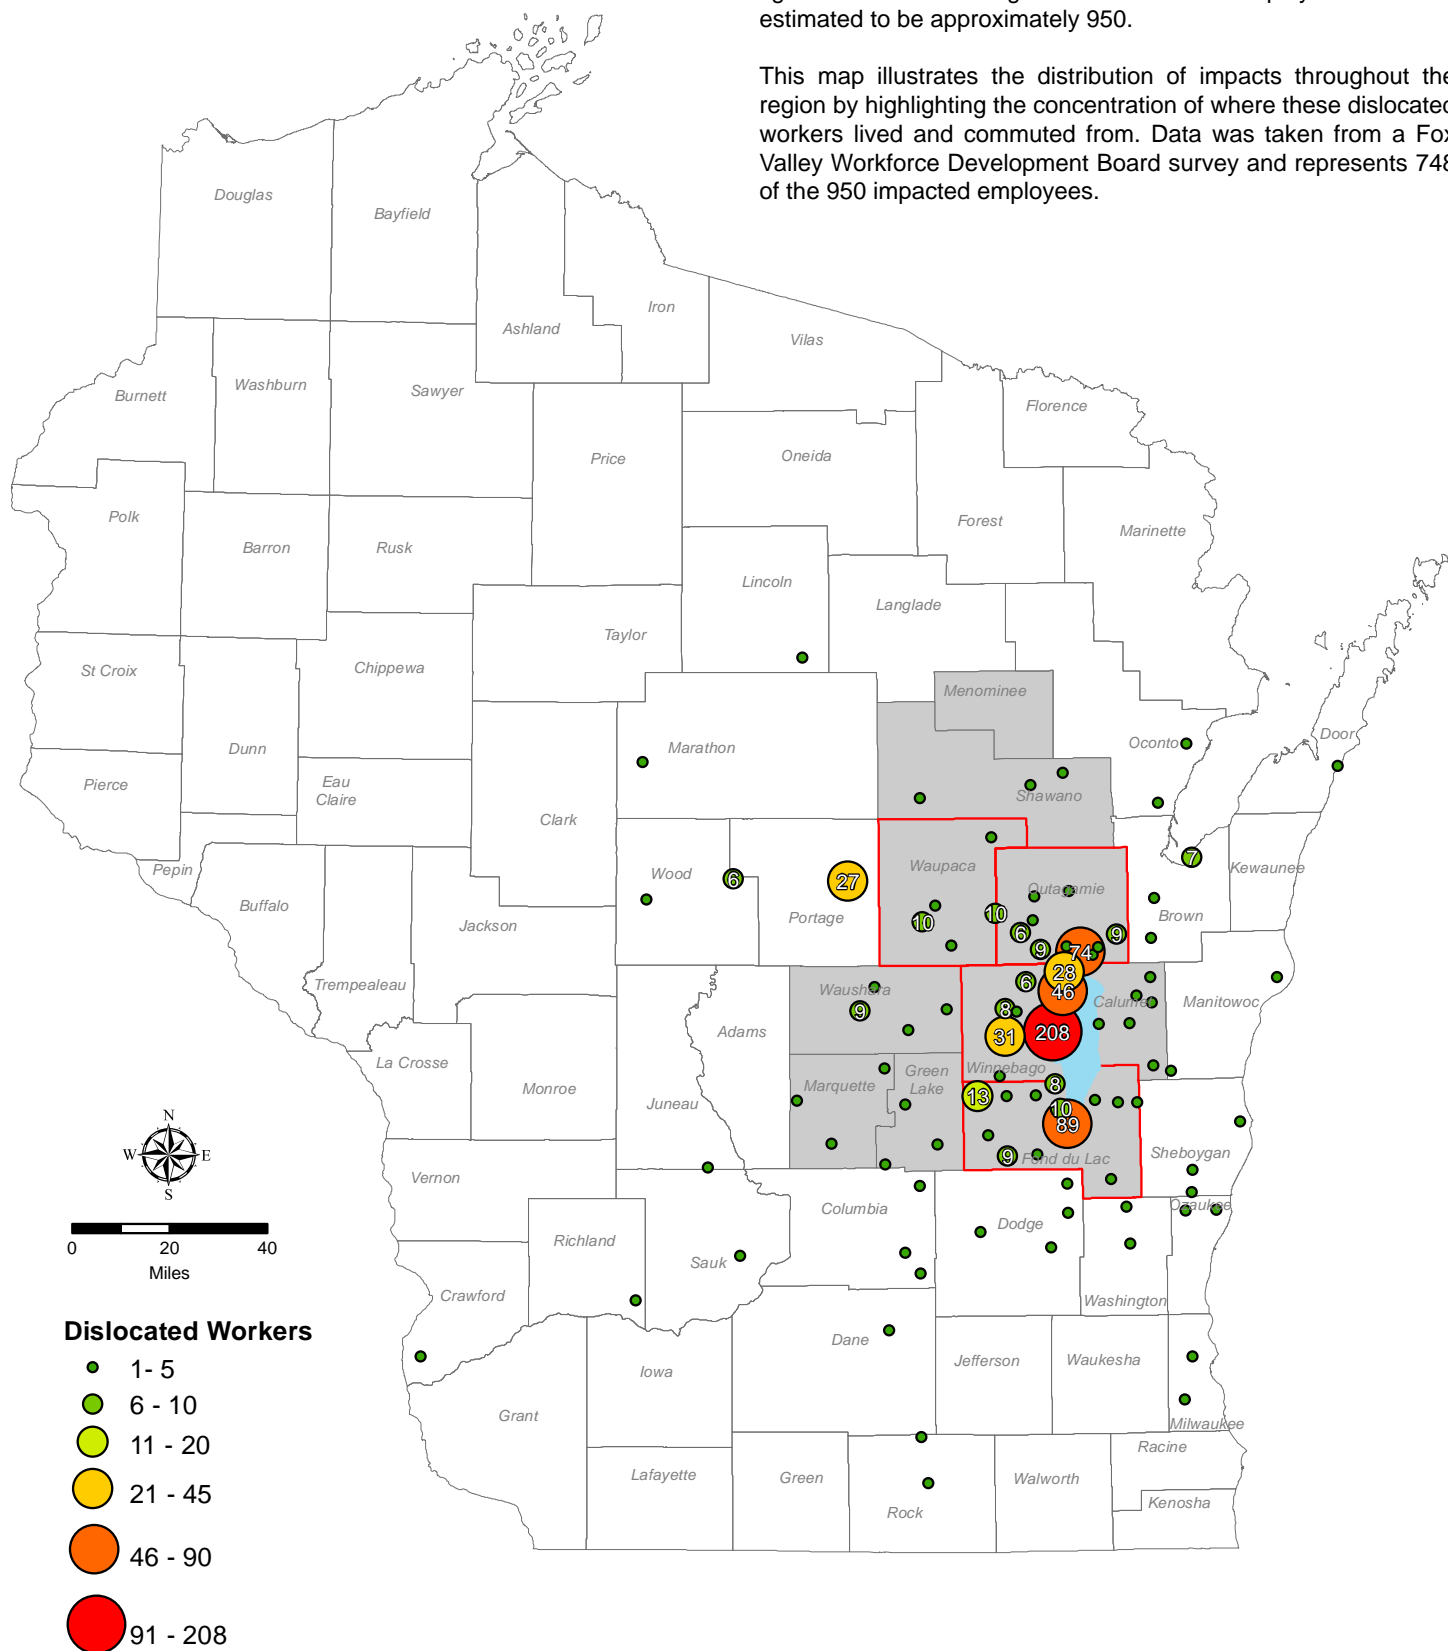 estimated to be approximately 950.
This map illustrates the distribution of impacts throughout the
region by highlighting the concentration of where these dislocated
workers lived and commuted from. Data was taken from a Fox
Valley Workforce Development Board survey and represents 748
of the 950 impacted employees.
Douglas
Bayfield
Ashland
Iron
Vilas
Burnett
Washburn
Sawyer
Florence
Price
Oneida
Polk
Barron
Rusk
Forest
Marinette
Lincoln
Langlade
Taylor
St Croix
Chippewa
Menominee
Dunn
Marathon
Oconto
Door
Pierce
Eau
Claire
Shawano
Clark
Pepin
Wood
6
27
Waupaca
7
Kewaunee
Outagamie
Buffalo
Portage
10
10
6
9
9
Brown
Jackson
74
28
Trempealeau
Waushara
9
6
46
Calumet
Manitowoc
Adams
8
31
208
La Crosse
Monroe
Juneau
Marquette
Green
Lake
Winnebago
13
8
10
89
9
Fond du Lac
Sheboygan
Vernon
N
W
E
S
Columbia
Dodge
Ozaukee
Richland
Sauk
0
20
40
Miles
Crawford
Washington
Dane
Jefferson
Waukesha
Iowa
Grant
Milwaukee
Racine
Lafayette
Green
Walworth
Kenosha
Rock
Dislocated Workers
1- 5
6 - 10
11 - 20
21 - 45
46 - 90
91 - 208